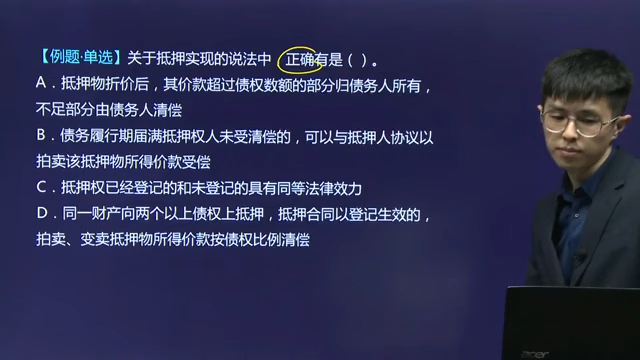 【例题·单选】关于抵押实现的说法中 正确有是（ ）。
A．抵押物折价后，其价款超过债权数额的部分归债务人所有，
不足部分由债务人清偿
B．债务履行期届满抵押权人未受清偿的，可以与抵押人协议以
拍卖该抵押物所得价款受偿
C．抵押权已经登记的和未登记的具有同等法律效力
D．同一财产向两个以上债权上抵押，抵押合同以登记生效的，
拍卖、变卖抵押物所得价款按债权比例清偿
acer